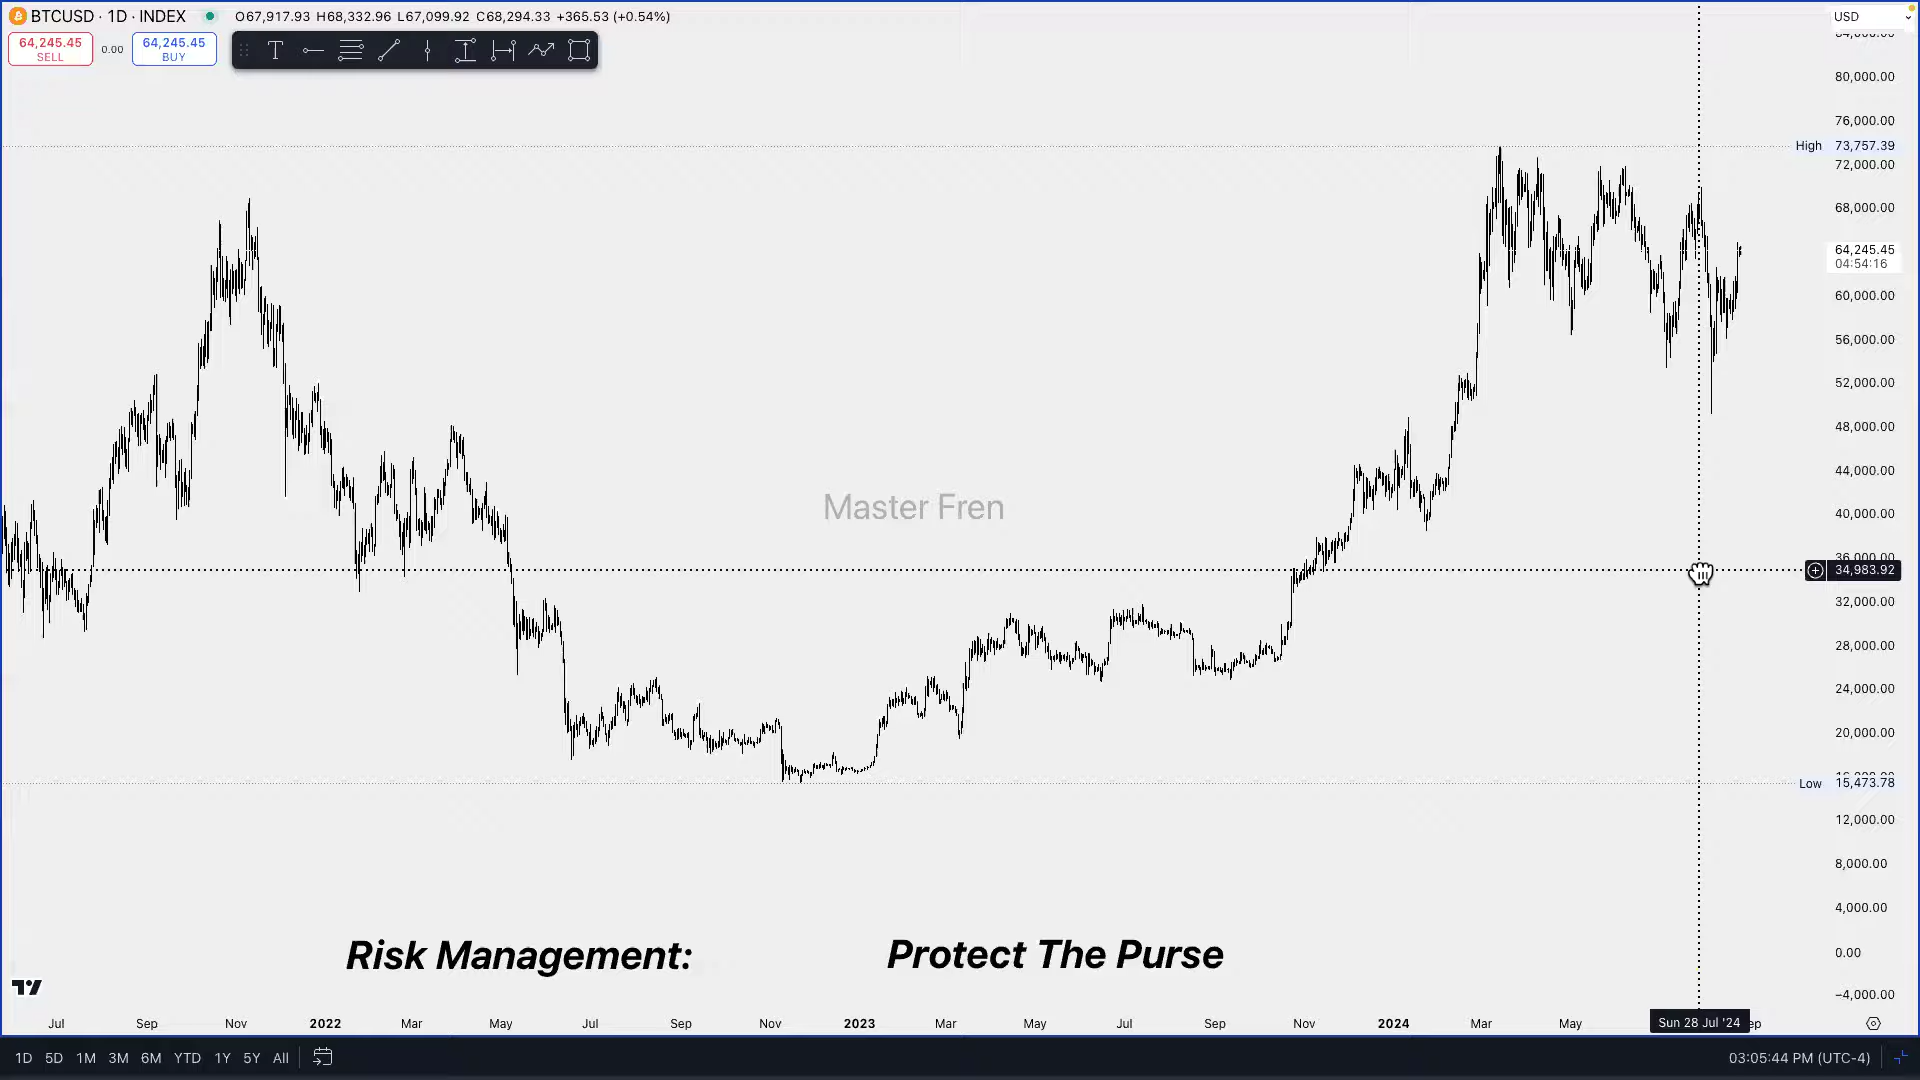 BTCUSD · 1D · INDEX O67,917.93 H68,332.96 L67,099.92 C68,294.33 +365.53 (+0.54%)
USD
64,245.45
SELL
0.00
64,245.45
BUY
80,000.00
76,000.00
High 73,757.39
72,000.00
68,000.00
64,245.45
04:54:16
60,000.00
56,000.00
52,000.00
48,000.00
44,000.00
Master Fren
40,000.00
36,000.00
34,983.92
32,000.00
28,000.00
24,000.00
20,000.00
Low 15,473.78
12,000.00
8,000.00
4,000.00
Risk Management: Protect The Purse
0.00
−4,000.00
Jul Sep Nov 2022 Mar May Jul Sep Nov 2023 Mar May Jul Sep Nov 2024 Mar May Sun 28 Jul '24
1D 5D 1M 3M 6M YTD 1Y 5Y All 03:05:44 PM (UTC-4)